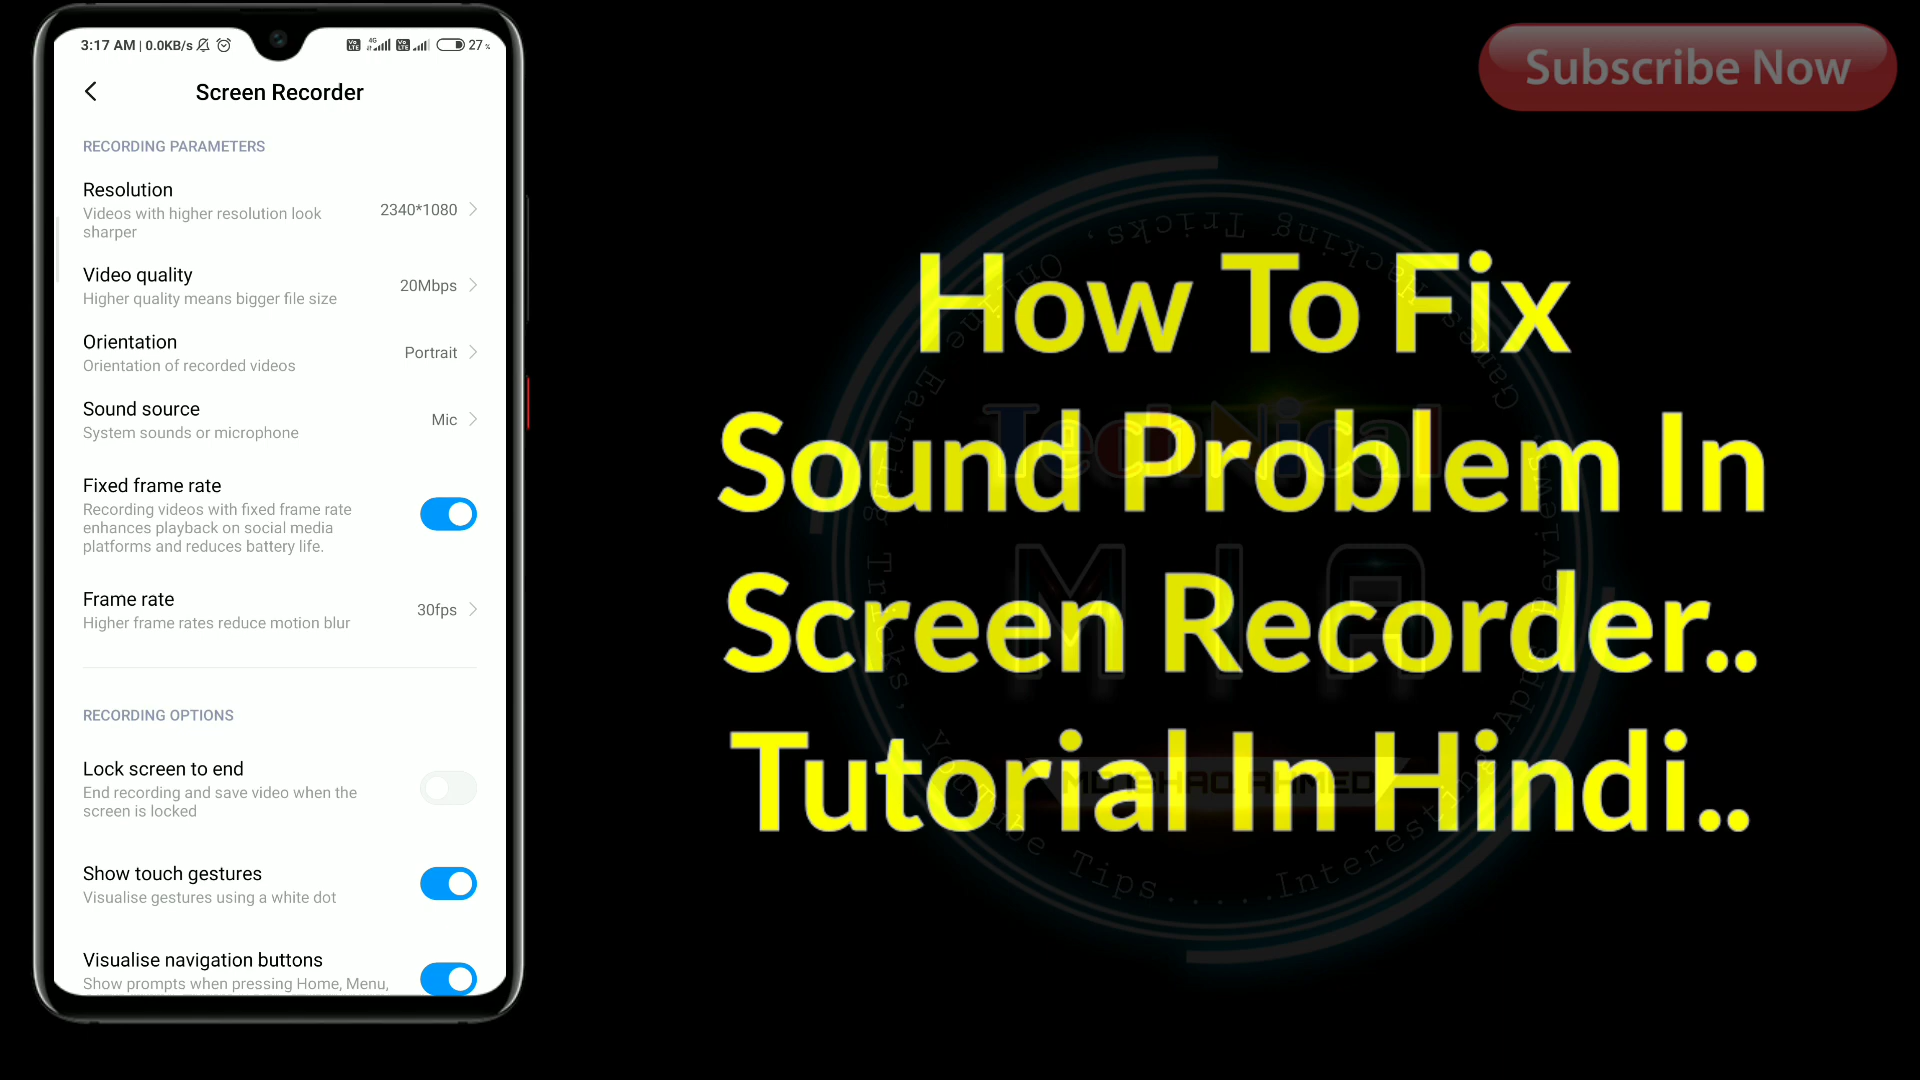 3:17 AM | 0.0KB/s
4G
27%
Screen Recorder
RECORDING PARAMETERS
Resolution
Videos with higher resolution look
sharper
2340*1080
Video quality
Higher quality means bigger file size
20Mbps
Orientation
Orientation of recorded videos
Portrait
Sound source
System sounds or microphone
Mic
Fixed frame rate
Recording videos with fixed frame rate
enhances playback on social media
platforms and reduces battery life.
Frame rate
Higher frame rates reduce motion blur
30fps
RECORDING OPTIONS
Lock screen to end
End recording and save video when the
screen is locked
Show touch gestures
Visualise gestures using a white dot
Visualise navigation buttons
Show prompts when pressing Home, Menu,
Subscribe Now
How To Fix
Sound Problem In
Screen Recorder..
Tutorial In Hindi..
TechNical
MIA